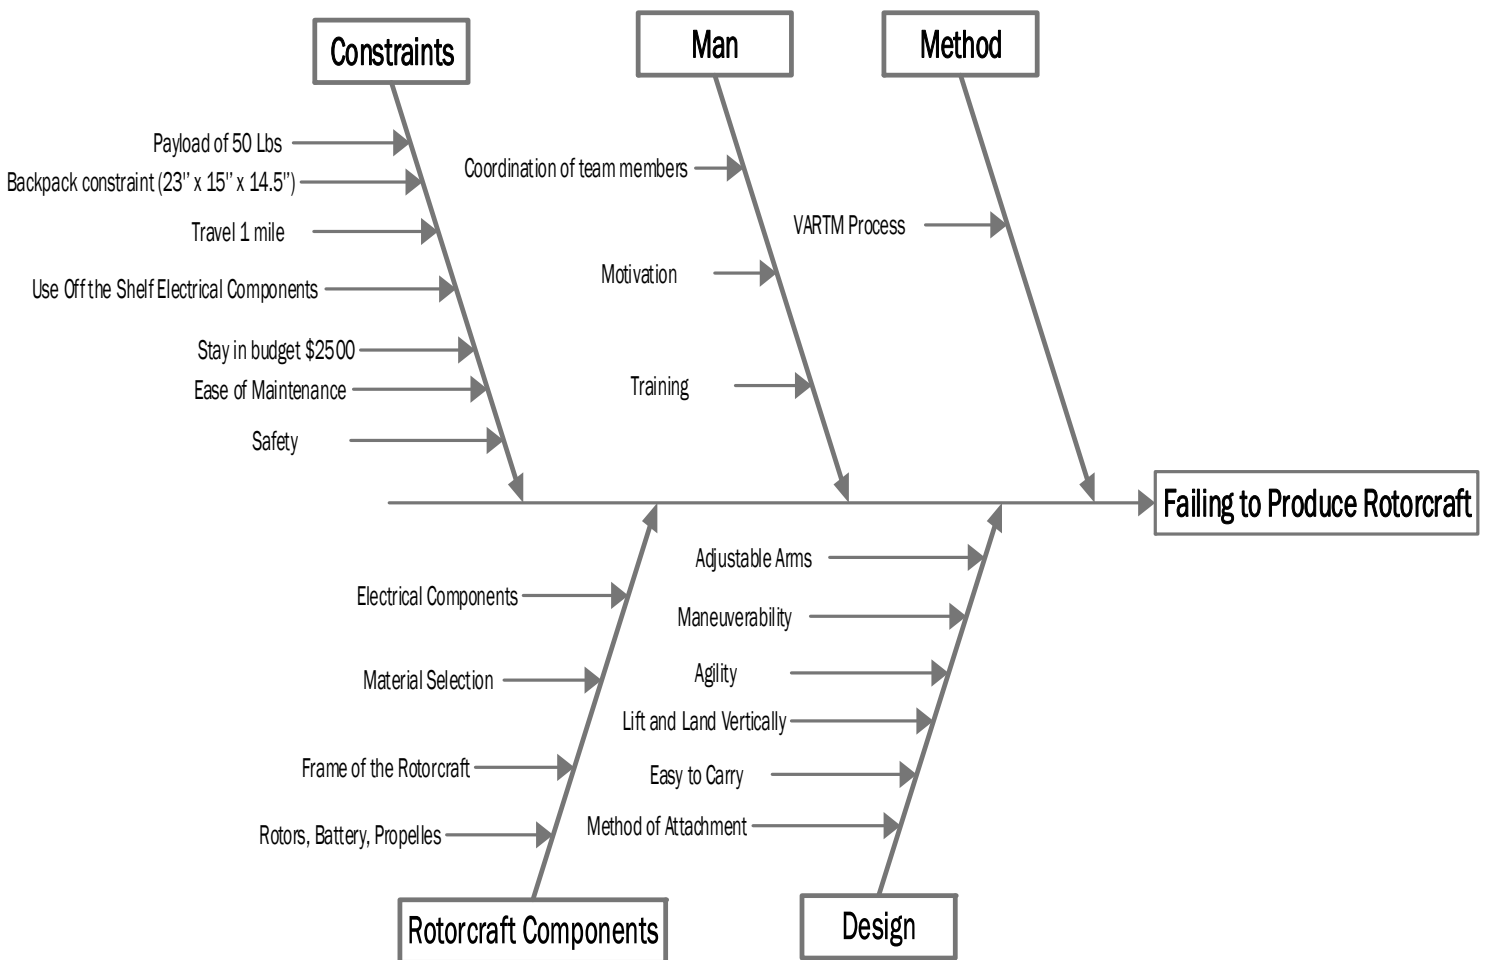 Constraints
Man
Method
Payload of 50 Lbs
Backpack constraint (23’’ x 15’’ x 14.5’’)
Travel 1 mile
Use Off the Shelf Electrical Components
Stay in budget $2500
Ease of Maintenance
Safety
Coordination of team members
Motivation
Training
VARTM Process
Failing to Produce Rotorcraft
Electrical Components
Material Selection
Frame of the Rotorcraft
Rotors, Battery, Propelles
Adjustable Arms
Maneuverability
Agility
Lift and Land Vertically
Easy to Carry
Method of Attachment
Rotorcraft Components
Design